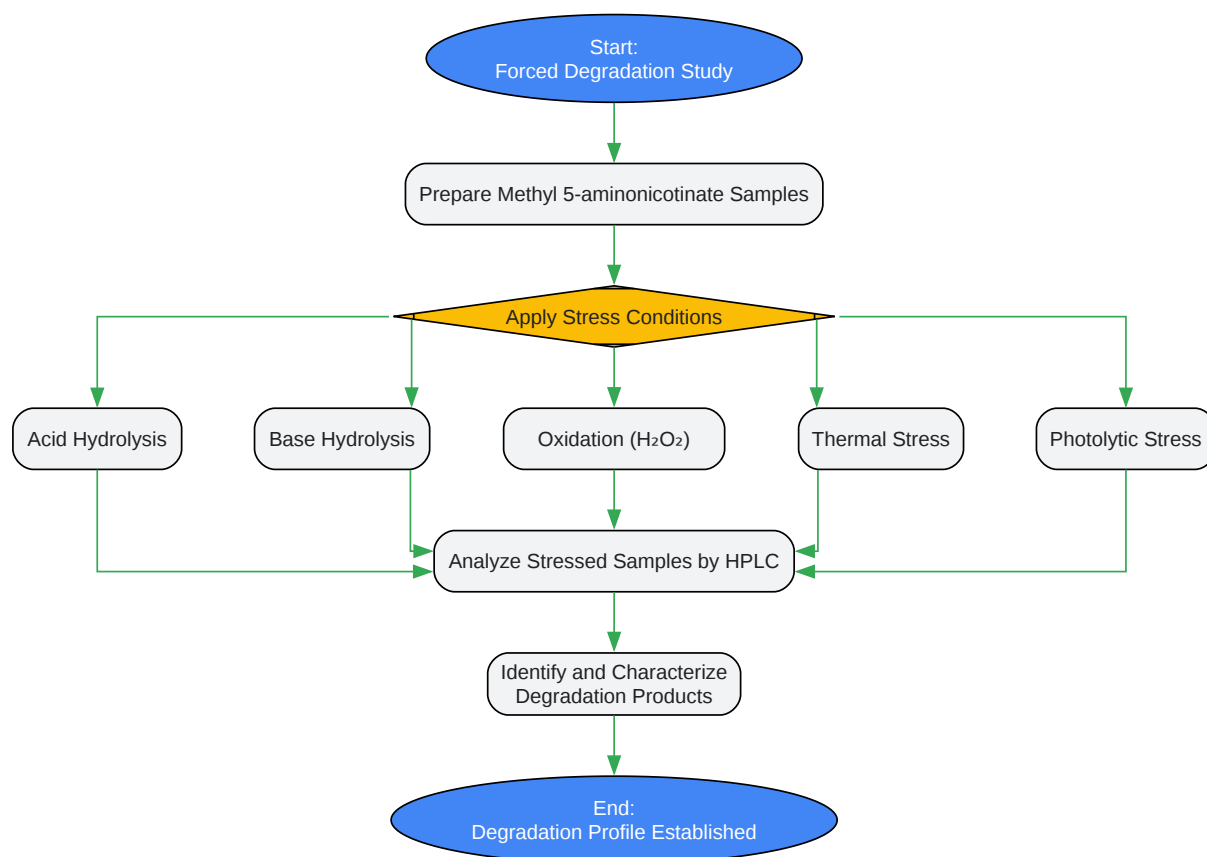 Start:
Forced Degradation Study
Prepare Methyl 5-aminonicotinate Samples
Apply Stress Conditions
Acid Hydrolysis
Base Hydrolysis
Oxidation (H₂O₂)
Thermal Stress
Photolytic Stress
Analyze Stressed Samples by HPLC
Identify and Characterize
Degradation Products
End:
Degradation Profile Established